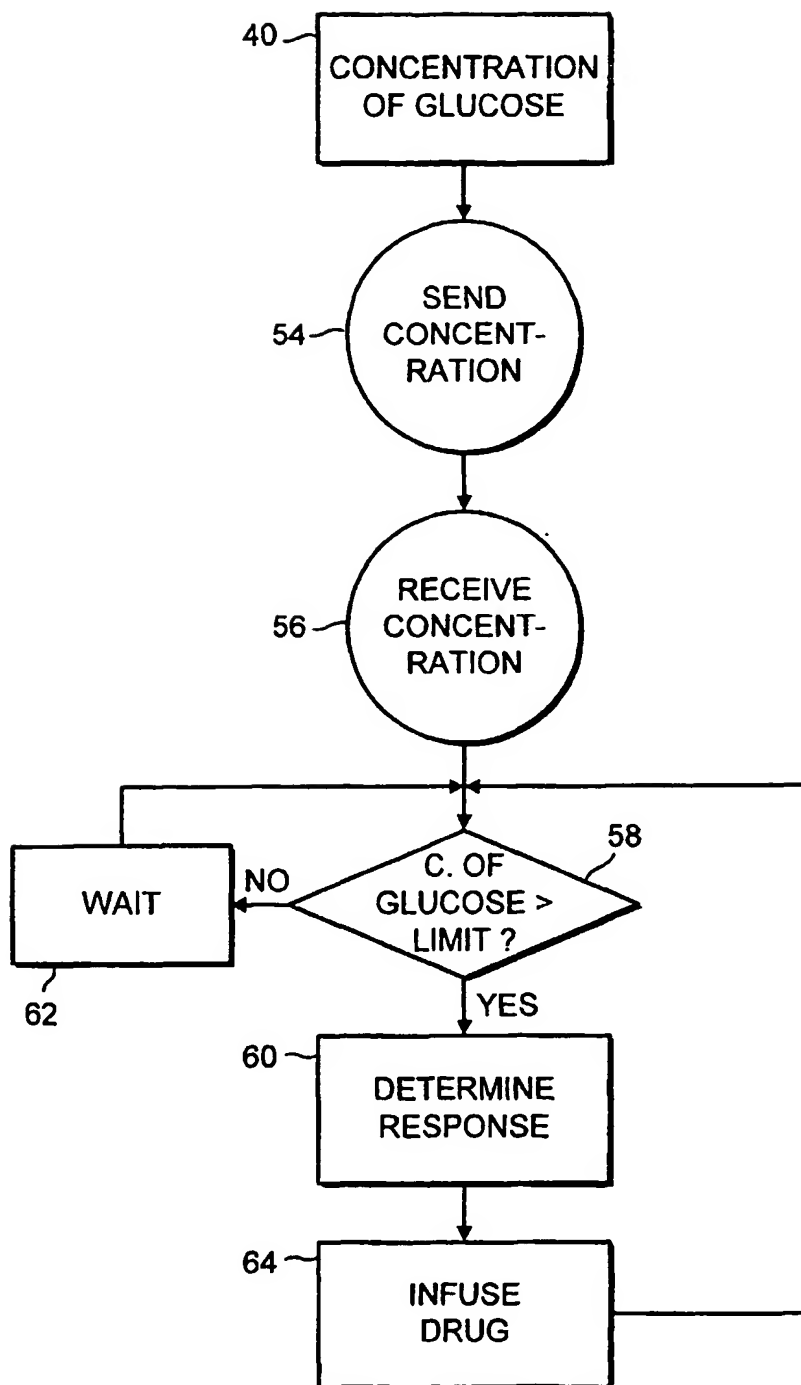 40
CONCENTRATION
OF GLUCOSE
54
SEND
CONCENT-
RATION
56
RECEIVE
CONCENT-
RATION
58
C. OF
GLUCOSE >
LIMIT ?
NO
WAIT
62
YES
60
DETERMINE
RESPONSE
64
INFUSE
DRUG